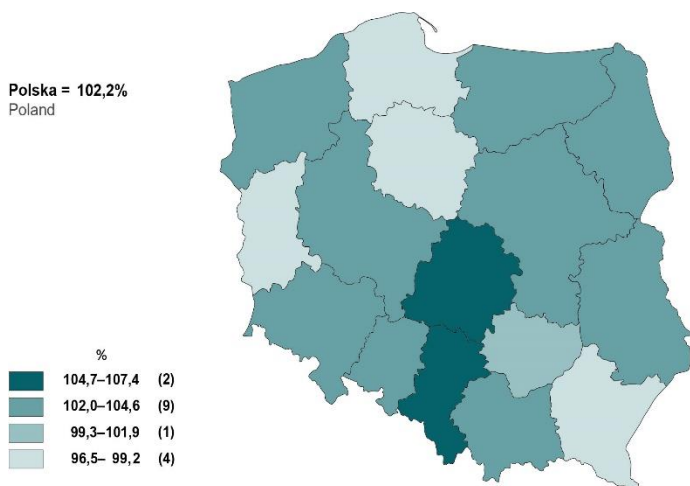 Polska = 102,2%
Poland
%
104,7–107,4 (2)
102,0–104,6 (9)
99,3–101,9 (1)
96,5– 99,2 (4)